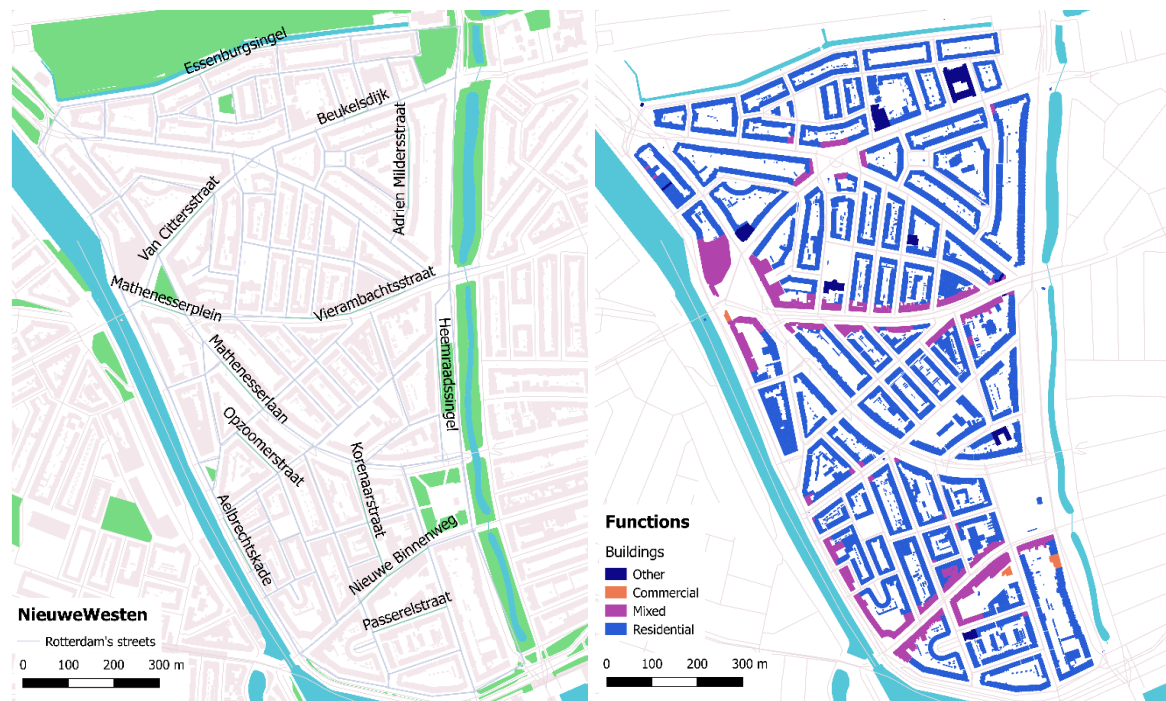 Essenburgsingel
Beukelsdijk
Adrien Mildersstraat
Van Cittersstraat
Mathenesserplein
Vierambachtsstraat
Heemraadssingel
Mathenesserlaan
Opzoomerstraat
Korenaarstraat
Aelbrechtskade
Nieuwe Binnenweg
Passerelstraat
NieuweWesten
Rotterdam's streets
0 100 200 300 m
Functions
Buildings
Other
Commercial
Mixed
Residential
0 100 200 300 m